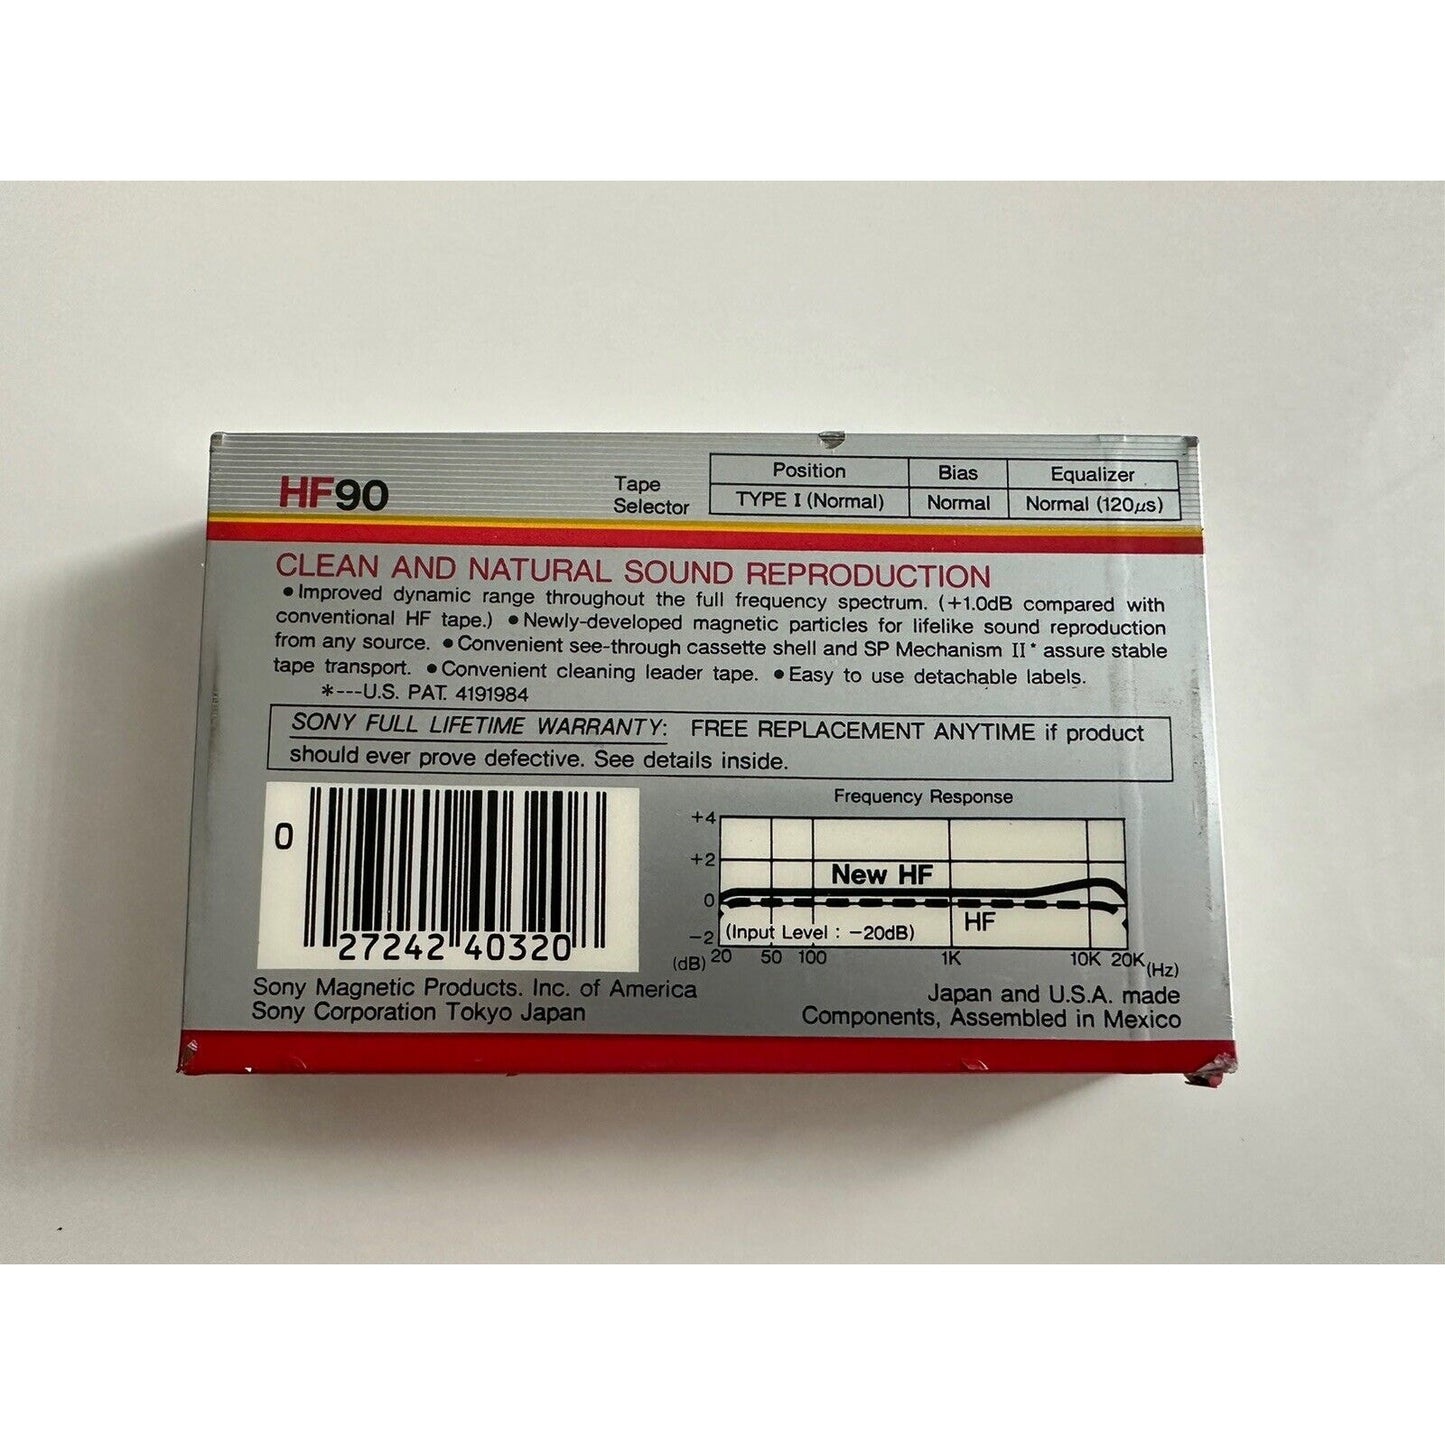 HF90
Tape
Selector
Position Bias Equalizer
TYPE I (Normal) Normal Normal (120μs)
CLEAN AND NATURAL SOUND REPRODUCTION
●Improved dynamic range throughout the full frequency spectrum. (+1.0dB compared with
conventional HF tape.) ●Newly-developed magnetic particles for lifelike sound reproduction
from any source. ●Convenient see-through cassette shell and SP Mechanism II* assure stable
tape transport. ●Convenient cleaning leader tape. ●Easy to use detachable labels.
*---U.S. PAT. 4191984
SONY FULL LIFETIME WARRANTY: FREE REPLACEMENT ANYTIME if product
should ever prove defective. See details inside.
0
27242 40320
Frequency Response
+4
+2
0
-2
New HF
HF
(Input Level : -20dB)
(dB) 20 50 100 1K 10K 20K (Hz)
Sony Magnetic Products. Inc. of America
Sony Corporation Tokyo Japan
Japan and U.S.A. made
Components, Assembled in Mexico